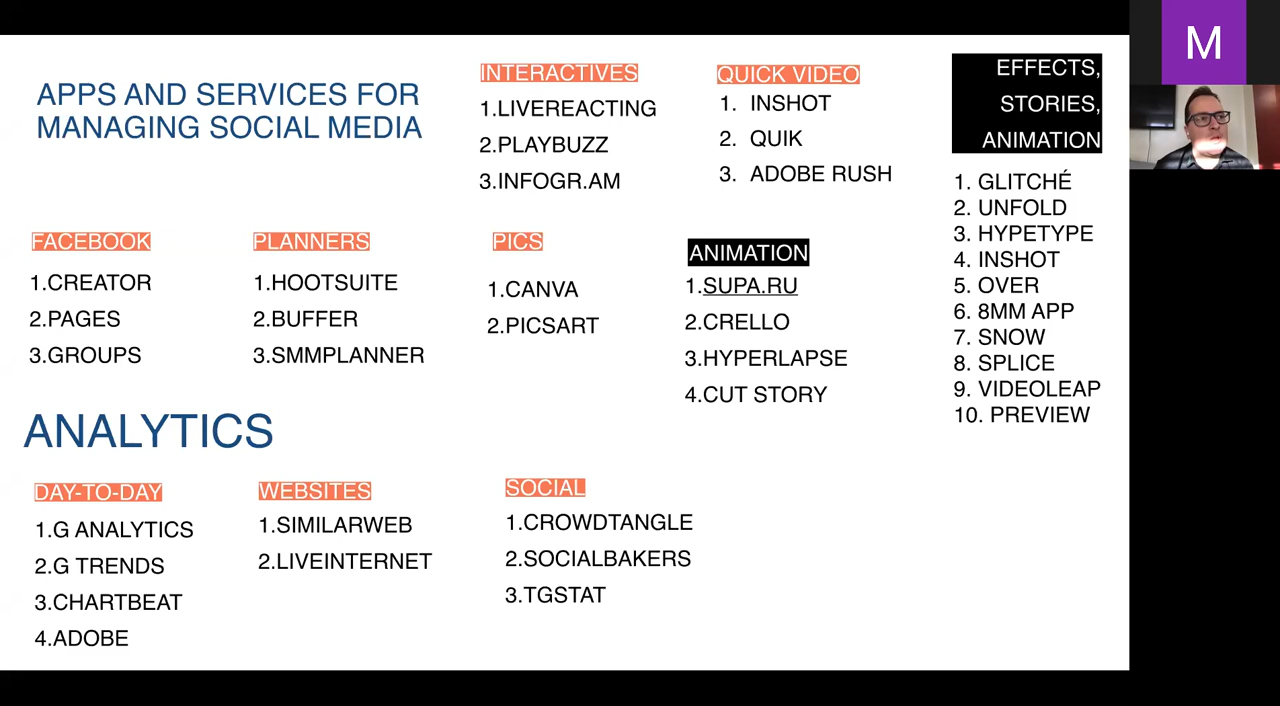 APPS AND SERVICES FOR
MANAGING SOCIAL MEDIA
INTERACTIVES
1.LIVEREACTING
2.PLAYBUZZ
3.INFOGR.AM
QUICK VIDEO
1. INSHOT
2. QUIK
3. ADOBE RUSH
EFFECTS,
STORIES,
ANIMATION
1. GLITCHÉ
2. UNFOLD
3. HYPETYPE
4. INSHOT
5. OVER
6. 8MM APP
7. SNOW
8. SPLICE
9. VIDEOLEAP
10. PREVIEW
FACEBOOK
1.CREATOR
2.PAGES
3.GROUPS
PLANNERS
1.HOOTSUITE
2.BUFFER
3.SMMPLANNER
PICS
1.CANVA
2.PICSART
ANIMATION
1.SUPA.RU
2.CRELLO
3.HYPERLAPSE
4.CUT STORY
ANALYTICS
DAY-TO-DAY
1.G ANALYTICS
2.G TRENDS
3.CHARTBEAT
4.ADOBE
WEBSITES
1.SIMILARWEB
2.LIVEINTERNET
SOCIAL
1.CROWDTANGLE
2.SOCIALBAKERS
3.TGSTAT
M